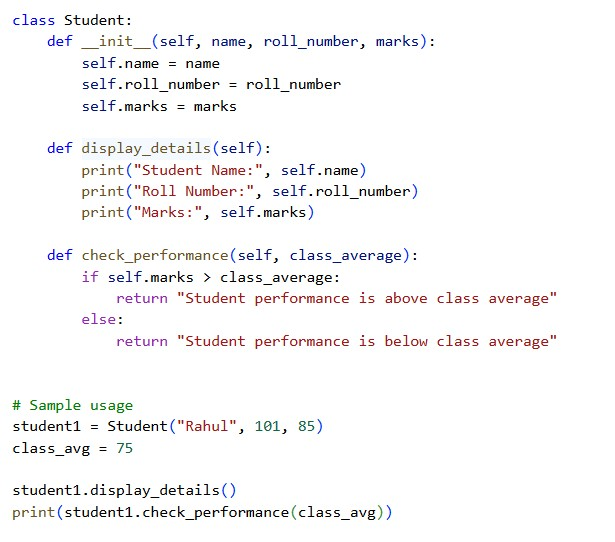 class Student:
    def __init__(self, name, roll_number, marks):
        self.name = name
        self.roll_number = roll_number
        self.marks = marks

    def display_details(self):
        print("Student Name:", self.name)
        print("Roll Number:", self.roll_number)
        print("Marks:", self.marks)

    def check_performance(self, class_average):
        if self.marks > class_average:
            return "Student performance is above class average"
        else:
            return "Student performance is below class average"


# Sample usage
student1 = Student("Rahul", 101, 85)
class_avg = 75

student1.display_details()
print(student1.check_performance(class_avg))